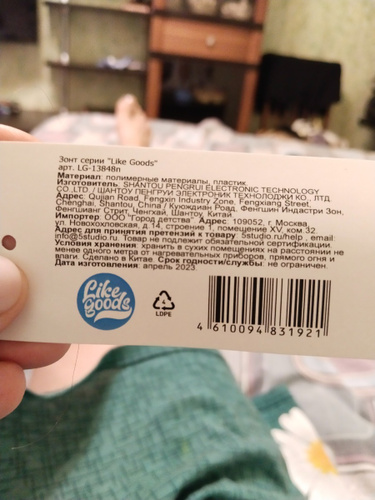 Зонт серии "Like Goods"
арт. LG-13848n
Материал: полимерные материалы, пластик.
Изготовитель: SHANTOU PENGRUI ELECTRONIC TECHNOLOGY
CO.,LTD. / ШАНТОУ ПЕНГРУИ ЭЛЕКТРОНИК ТЕХНОЛОДЖИ КО., ЛТД.
Адрес: Qujian Road, Fengxin Industry Zone, Fengxiang Street,
Chenghai, Shantou, China / Куюждиан Роад, Фенгшин Индастри Зон,
Фенгшианг Стрит, Ченгхай, Шантоу, Китай.
Импортер: ООО "Город детства". Адрес: 109052, г. Москва,
ул. Новохохловская, д.14, строение 1, помещение XV, ком 32.
Адрес для принятия претензий к товару: 5studio.ru/help , email:
info@5studio.ru. Товар не подлежит обязательной сертификации.
Условия хранения: хранить в сухих помещениях на расстоянии не
менее одного метра от нагревательных приборов, прямого огня и
влаги. Сделано в Китае. Срок годности/службы: не ограничен.
Дата изготовления: апрель 2023.
Like
Goods
4
LDPE
4 610094 831921